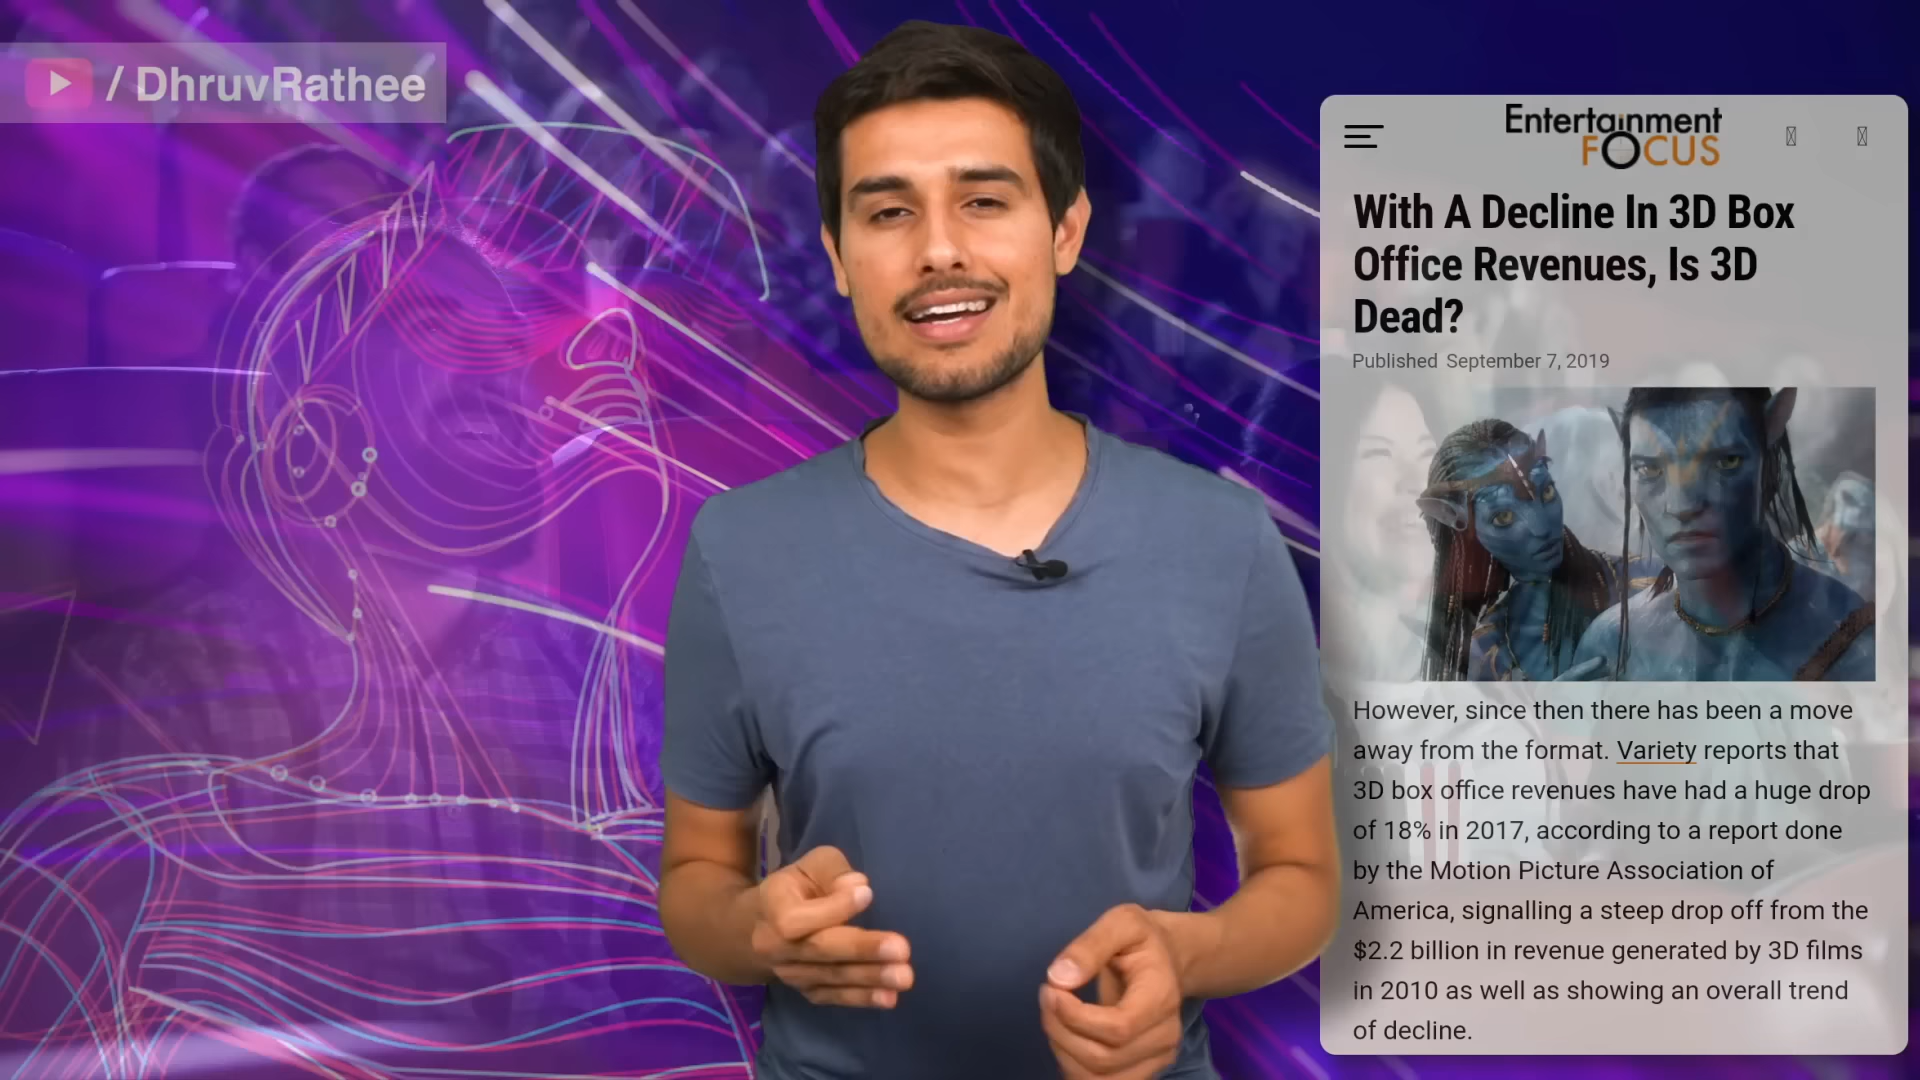 / DhruvRathee
Entertainment
FOCUS
With A Decline In 3D Box
Office Revenues, Is 3D
Dead?
Published September 7, 2019
However, since then there has been a move
away from the format. Variety reports that
3D box office revenues have had a huge drop
of 18% in 2017, according to a report done
by the Motion Picture Association of
America, signalling a steep drop off from the
$2.2 billion in revenue generated by 3D films
in 2010 as well as showing an overall trend
of decline.